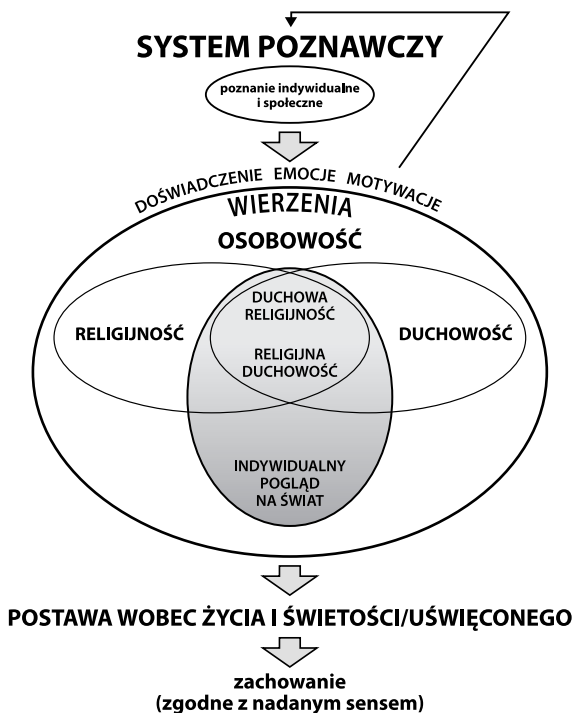 SYSTEM POZNAWCZY
poznanie indywidualne
i społeczne
DOŚWIADCZENIE EMOCJE MOTYWACJE
WIERZENIA
OSOBOWOŚĆ
DUCHOWA
RELIGIJNOŚĆ
RELIGIJNOŚĆ
DUCHOWOŚĆ
RELIGIJNA
DUCHOWOŚĆ
INDYWIDUALNY
POGLĄD
NA ŚWIAT
POSTAWA WOBEC ŻYCIA I ŚWIETOŚCI/UŚWIĘCONEGO
zachowanie
(zgodne z nadanym sensem)